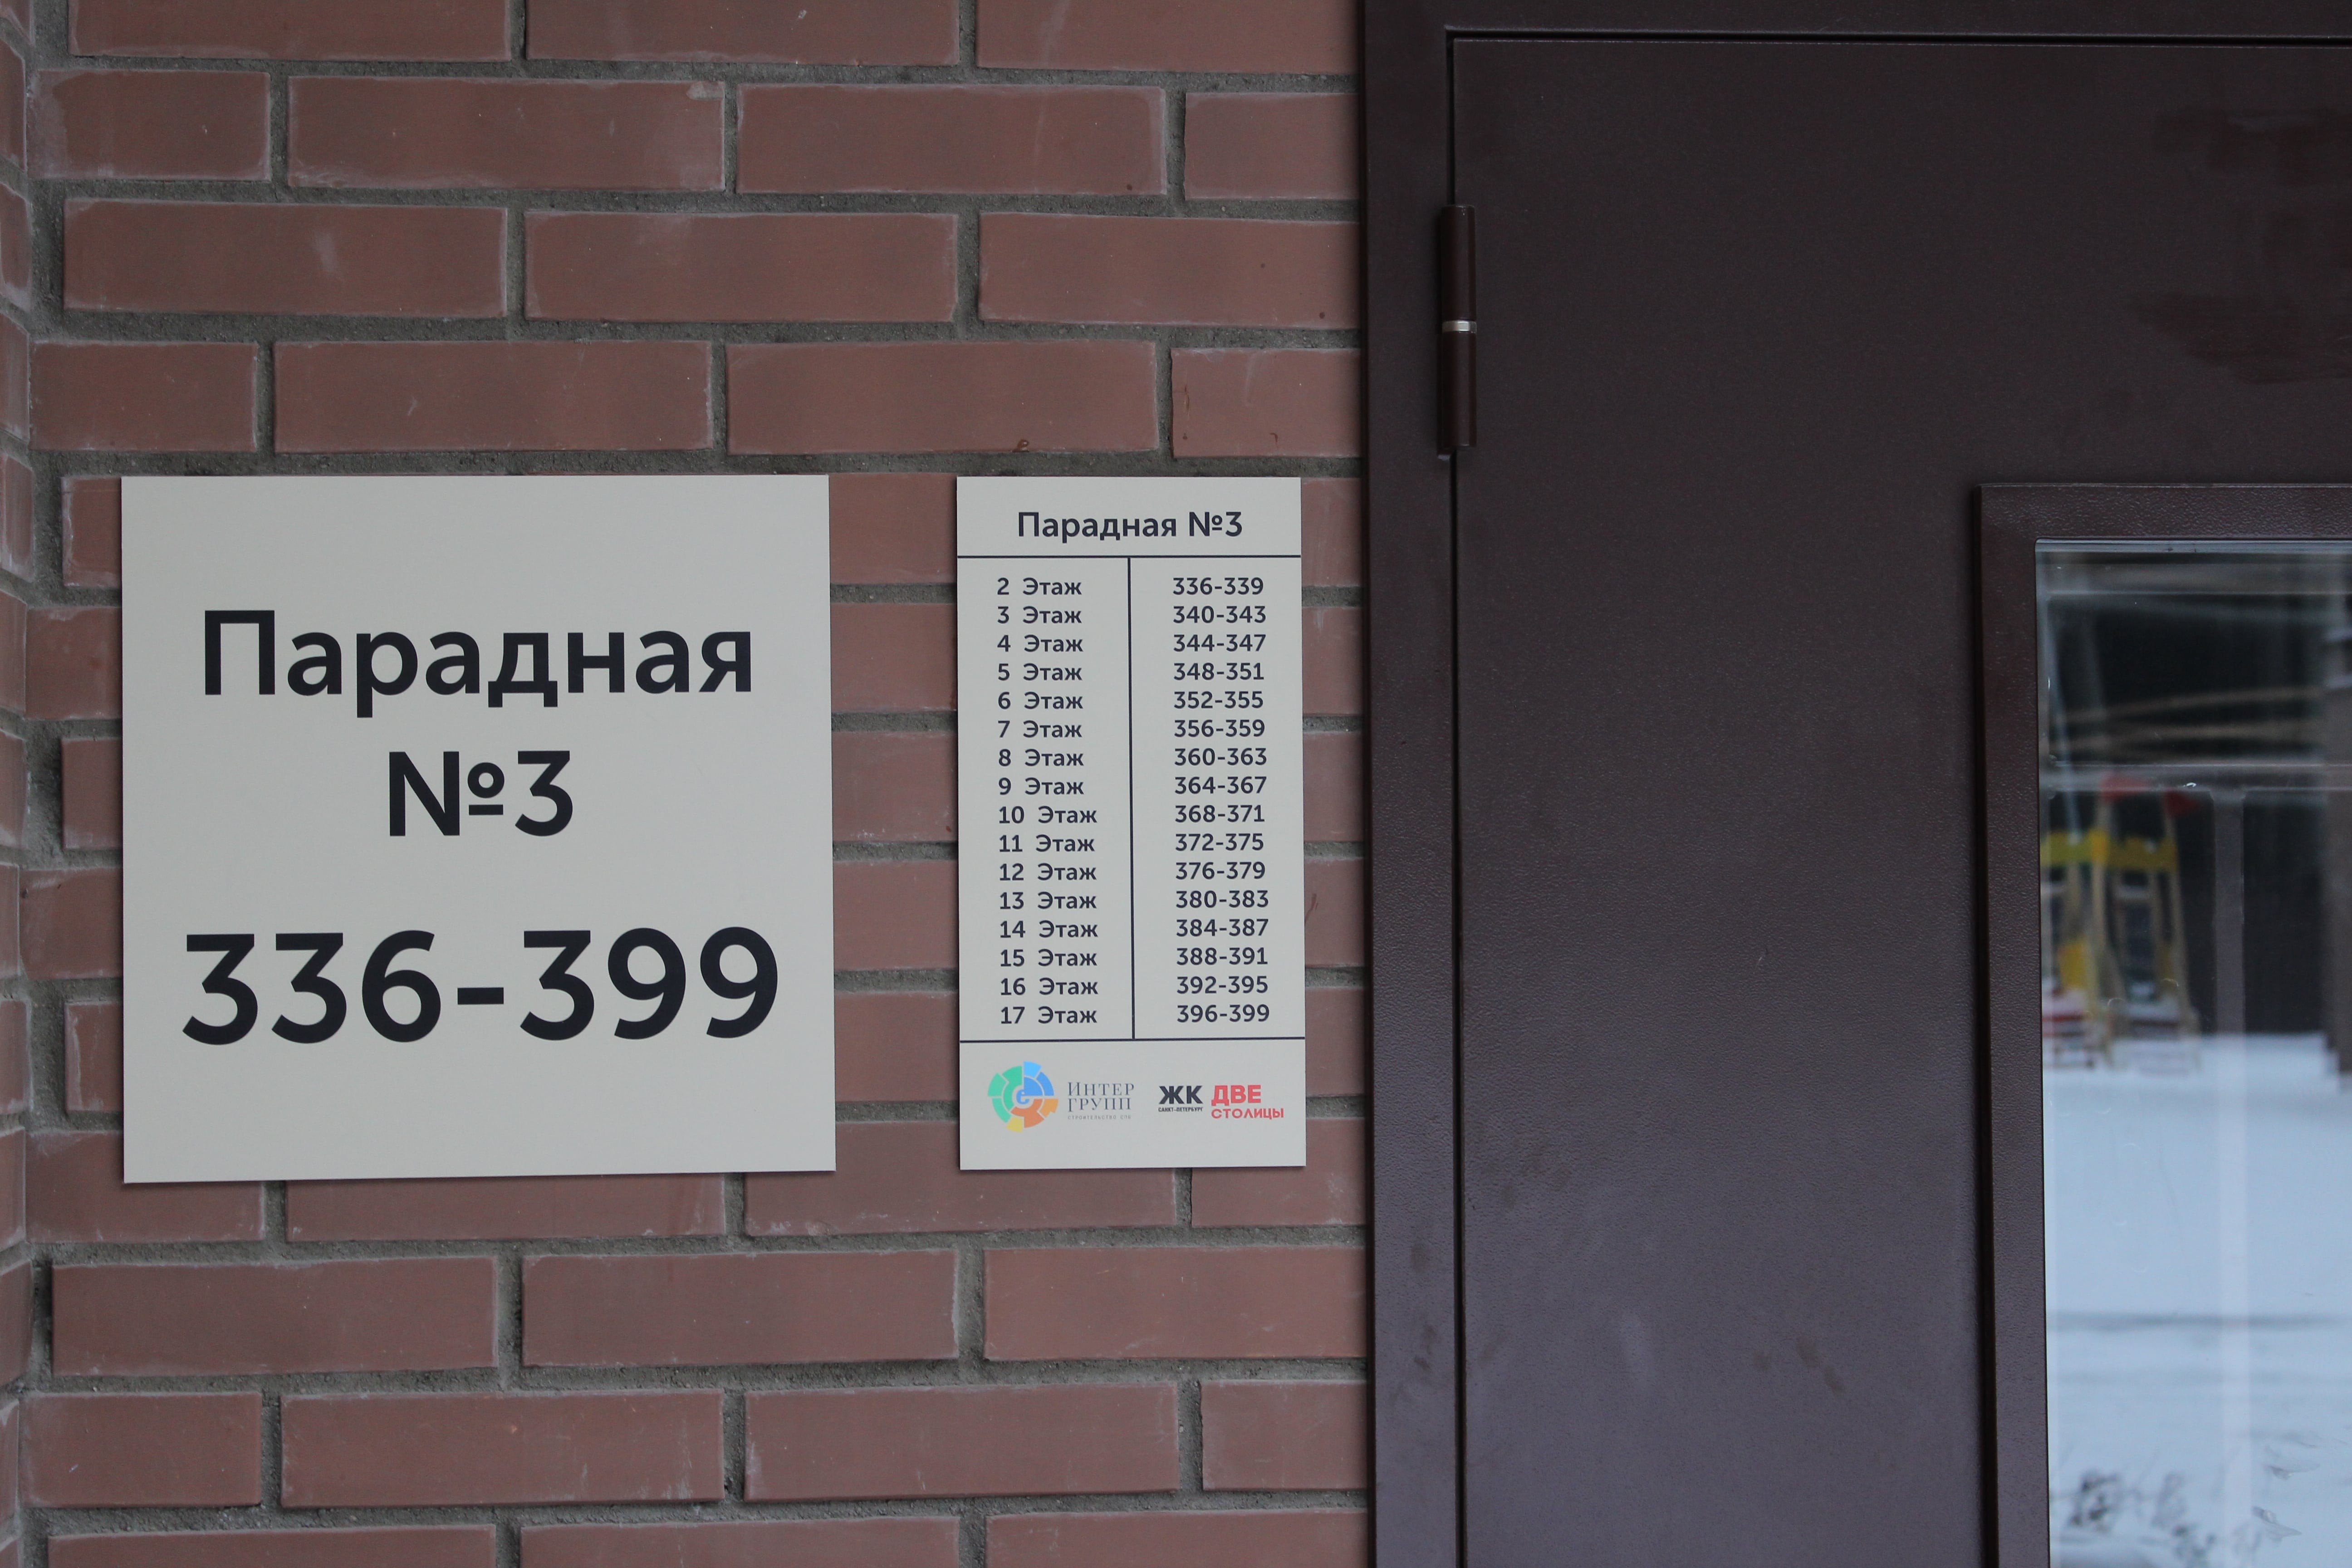 Парадная
№3
336-399
Парадная №3
2 Этаж 336-339
3 Этаж 340-343
4 Этаж 344-347
5 Этаж 348-351
6 Этаж 352-355
7 Этаж 356-359
8 Этаж 360-363
9 Этаж 364-367
10 Этаж 368-371
11 Этаж 372-375
12 Этаж 376-379
13 Этаж 380-383
14 Этаж 384-387
15 Этаж 388-391
16 Этаж 392-395
17 Этаж 396-399
ИНТЕР
ГРУПП
ЖК
САНКТ-ПЕТЕРБУРГ
ДВЕ
СТОЛИЦЫ